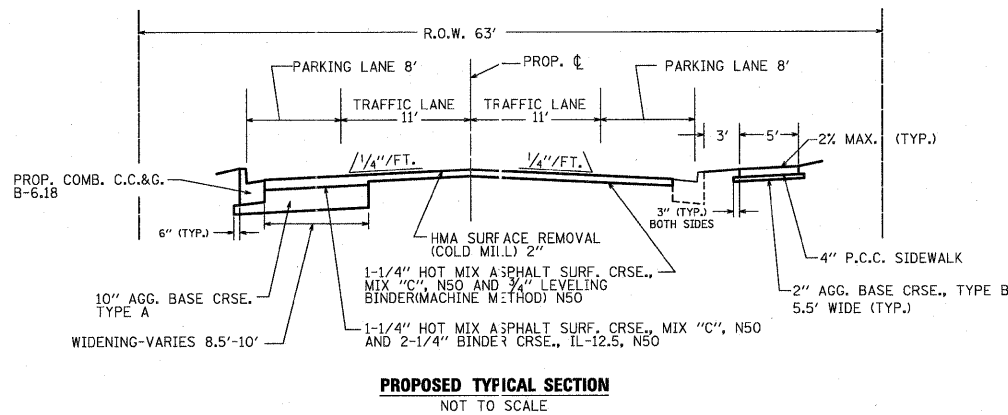 R.O.W. 63'
PARKING LANE 8'
PROP. ℄
PARKING LANE 8'
TRAFFIC LANE
11'
TRAFFIC LANE
11'
3'
5'
2% MAX. (TYP.)
1/4"/FT.
1/4"/FT.
PROP. COMB. C.C.&G.
B-6.18
6" (TYP.)
3" (TYP.)
BOTH SIDES
HMA SURFACE REMOVAL
(COLD MILL) 2"
4" P.C.C. SIDEWALK
1-1/4" HOT MIX ASPHALT SURF. CRSE.,
MIX "C", N50 AND 3/4" LEVELING
BINDER(MACHINE METHOD) N50
2" AGG. BASE CRSE., TYPE B
5.5' WIDE (TYP.)
10" AGG. BASE CRSE.
TYPE A
1-1/4" HOT MIX ASPHALT SURF. CRSE., MIX "C", N50
AND 2-1/4" BINDER CRSE., IL-12.5, N50
WIDENING-VARIES 8.5'-10'
PROPOSED TYPICAL SECTION
NOT TO SCALE